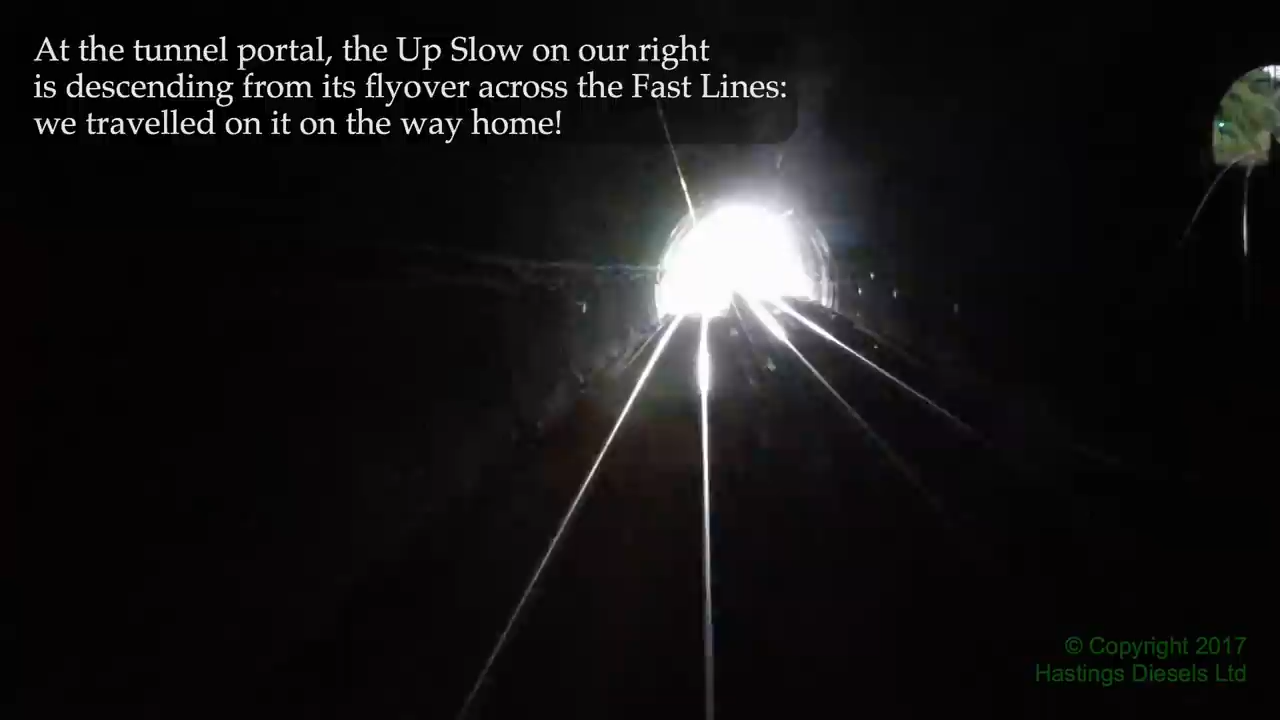 At the tunnel portal, the Up Slow on our right
is descending from its flyover across the Fast Lines:
we travelled on it on the way home!
© Copyright 2017
Hastings Diesels Ltd